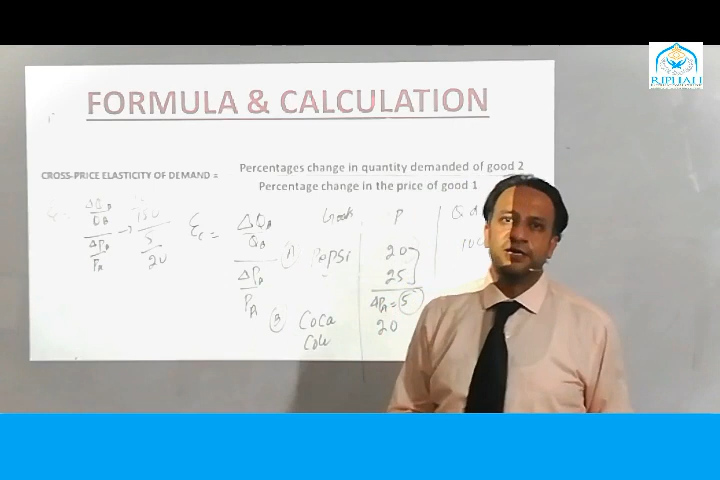 FORMULA & CALCULATION
CROSS-PRICE ELASTICITY OF DEMAND =
Percentages change in quantity demanded of good 2
Percentage change in the price of good 1
ΔQB
QB
ΔPA
PA
→
5
20
Ec =
ΔQB
QB
ΔPA
PA
Goods
P
Qd
A
Pepsi
20
25
ΔPA = 5
100
B
Coca
Cola
20